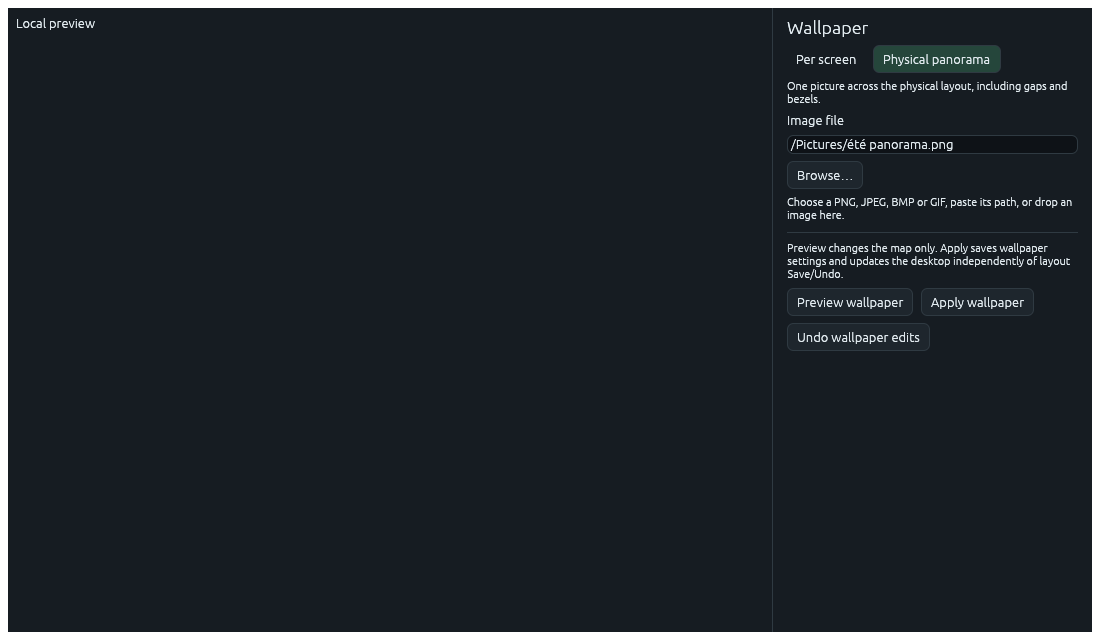 Local preview
Wallpaper
Per screen
Physical panorama
One picture across the physical layout, including gaps and
bezels.
Image file
/Pictures/été panorama.png
Browse…
Choose a PNG, JPEG, BMP or GIF, paste its path, or drop an
image here.
Preview changes the map only. Apply saves wallpaper
settings and updates the desktop independently of layout
Save/Undo.
Preview wallpaper
Apply wallpaper
Undo wallpaper edits